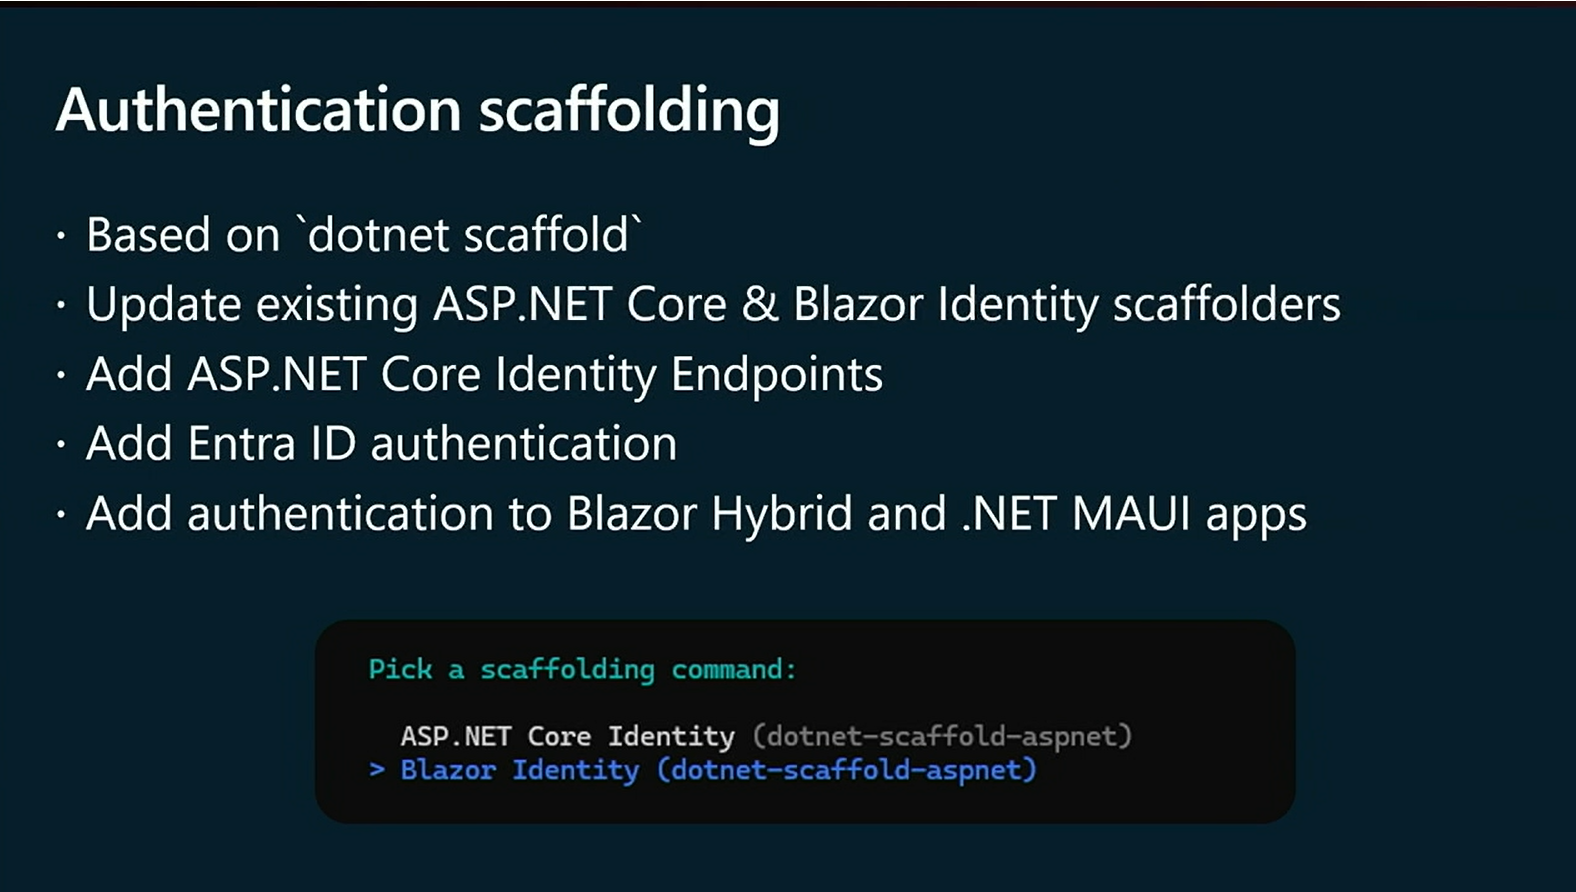 Authentication scaffolding
· Based on `dotnet scaffold`
· Update existing ASP.NET Core & Blazor Identity scaffolders
· Add ASP.NET Core Identity Endpoints
· Add Entra ID authentication
· Add authentication to Blazor Hybrid and .NET MAUI apps
Pick a scaffolding command:
ASP.NET Core Identity (dotnet-scaffold-aspnet)
> Blazor Identity (dotnet-scaffold-aspnet)